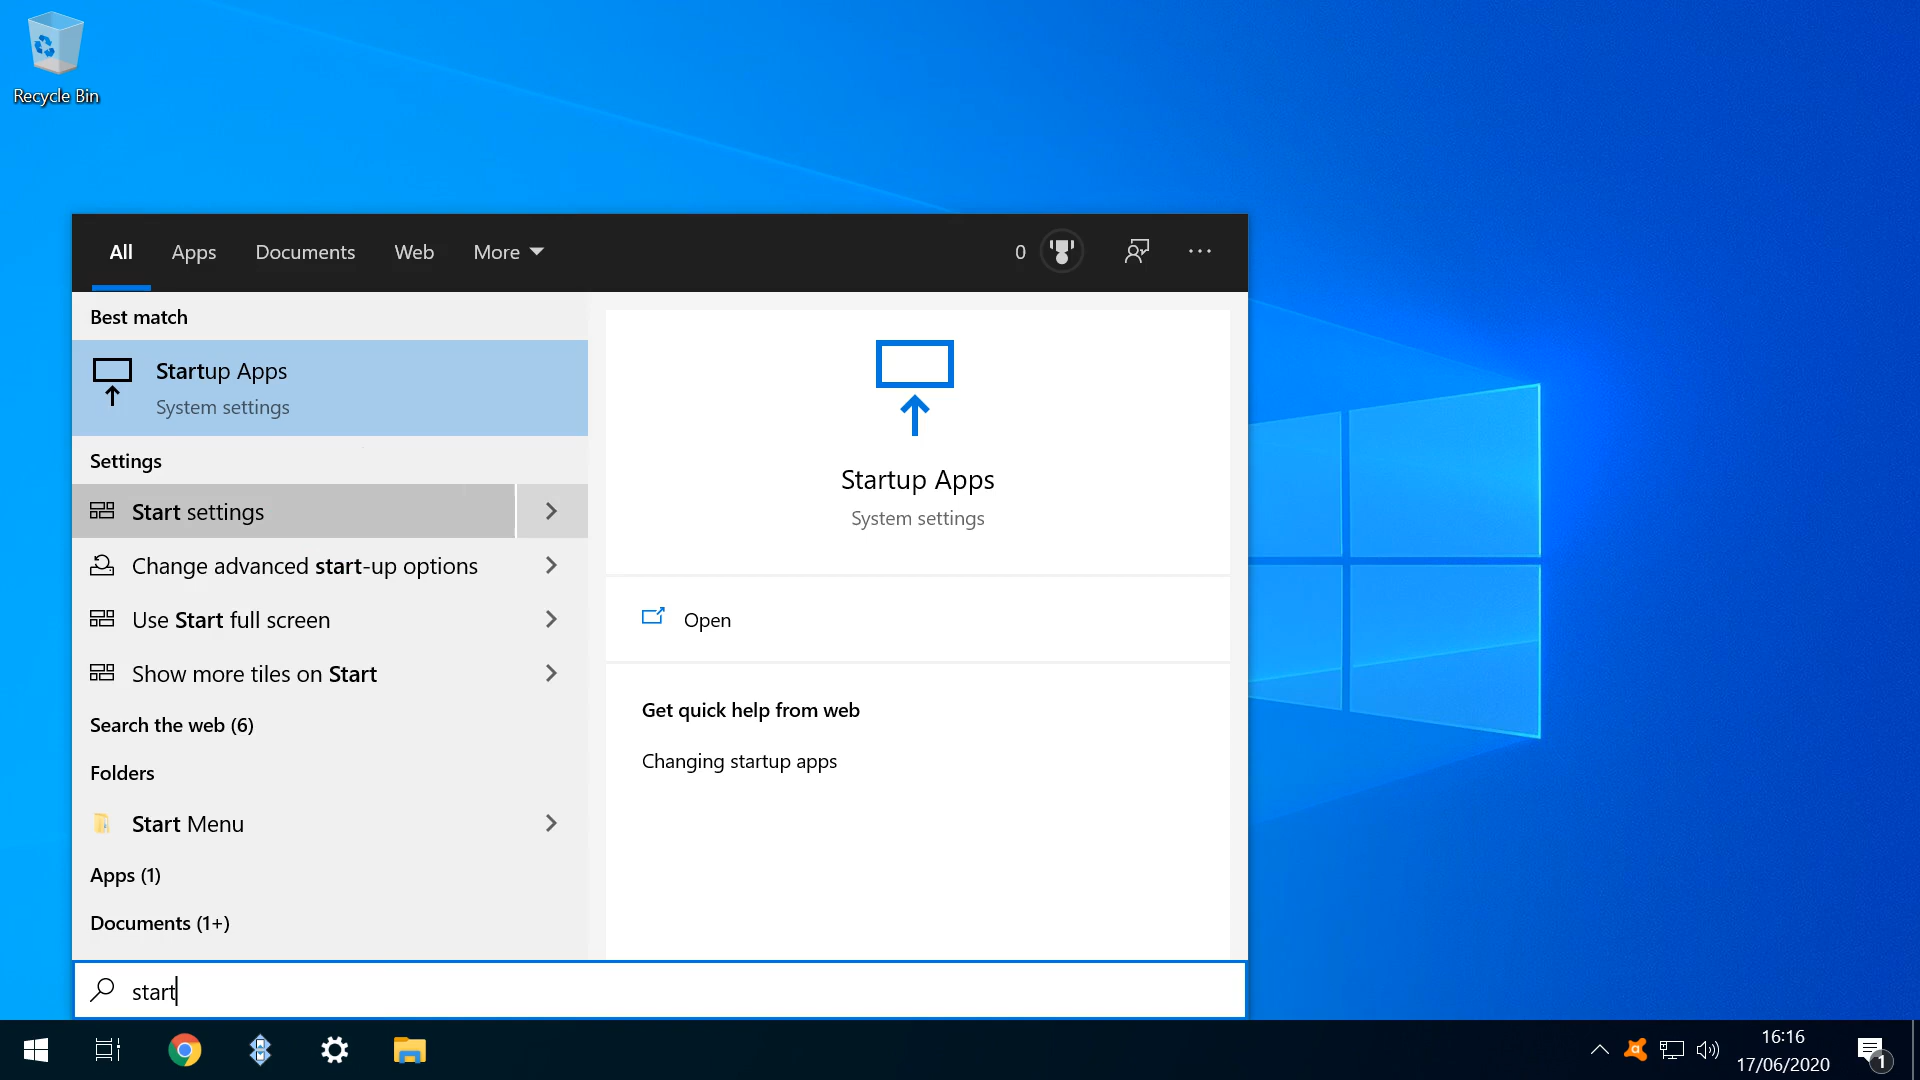 Recycle Bin
All Apps Documents Web More 0
Best match
Startup Apps
System settings
Settings
Start settings
Change advanced start-up options
Use Start full screen
Show more tiles on Start
Search the web (6)
Folders
Start Menu
Apps (1)
Documents (1+)
Startup Apps
System settings
Open
Get quick help from web
Changing startup apps
start
16:16
17/06/2020
1